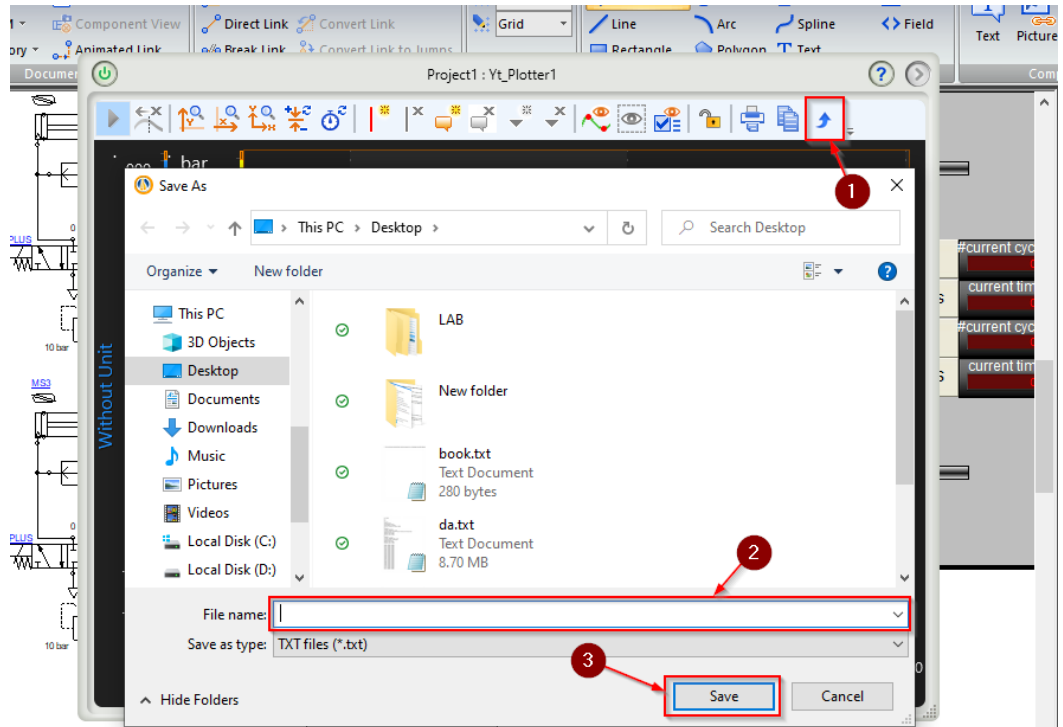 Component View
Direct Link
Convert Link
Grid
Line
Arc
Spline
Field
Text
Picture
Animated Link
Break Link
Convert Link to Jumps
Rectangle
Polygon
Text
Project1 : Yt_Plotter1
?
1
bar
Save As
This PC > Desktop >
Search Desktop
Organize
New folder
?
This PC
3D Objects
Desktop
Documents
Downloads
Music
Pictures
Videos
Local Disk (C:)
Local Disk (D:)
LAB
New folder
book.txt
Text Document
280 bytes
da.txt
Text Document
8.70 MB
2
File name:
Save as type: TXT files (*.txt)
3
Hide Folders
Save
Cancel
Without Unit
PLUS
0
10 bar
MS3
PLUS
0
10 bar
#current cyc
current tim
#current cyc
current tim